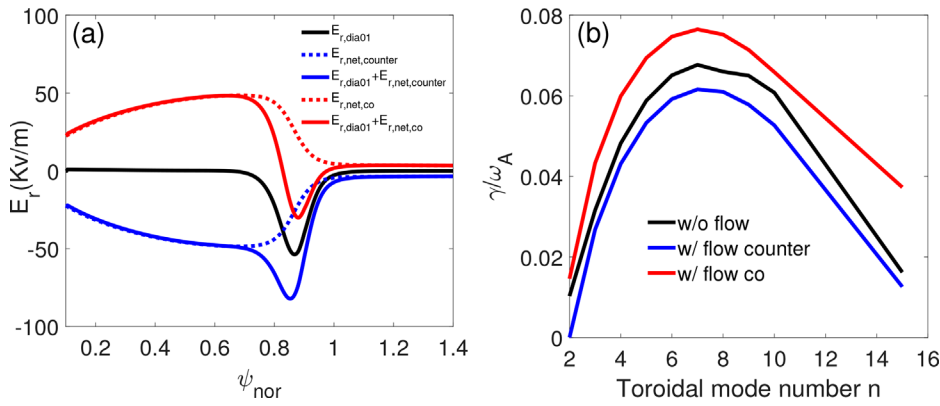 (a)
E_r,dia01
E_r,net,counter
E_r,dia01+E_r,net,counter
E_r,net,co
E_r,dia01+E_r,net,co
E_r(Kv/m)
100
50
0
-50
-100
0.2 0.4 0.6 0.8 1 1.2 1.4
ψ_nor
(b)
γ/ω_A
0.08
0.06
0.04
0.02
0
w/o flow
w/ flow counter
w/ flow co
2 4 6 8 10 12 14 16
Toroidal mode number n